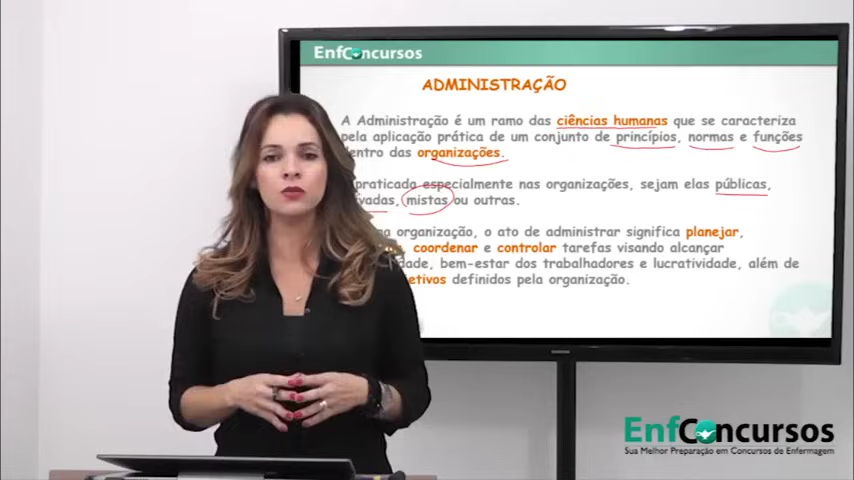 EnfConcursos
ADMINISTRAÇÃO
A Administração é um ramo das ciências humanas que se caracteriza
pela aplicação prática de um conjunto de princípios, normas e funções
dentro das organizações.
praticada especialmente nas organizações, sejam elas públicas,
mistas ou outras.
organização, o ato de administrar significa planejar,
coordenar e controlar tarefas visando alcançar
bem-estar dos trabalhadores e lucratividade, além de
definidos pela organização.
EnfConcursos
Sua Melhor Preparação em Concursos de Enfermagem